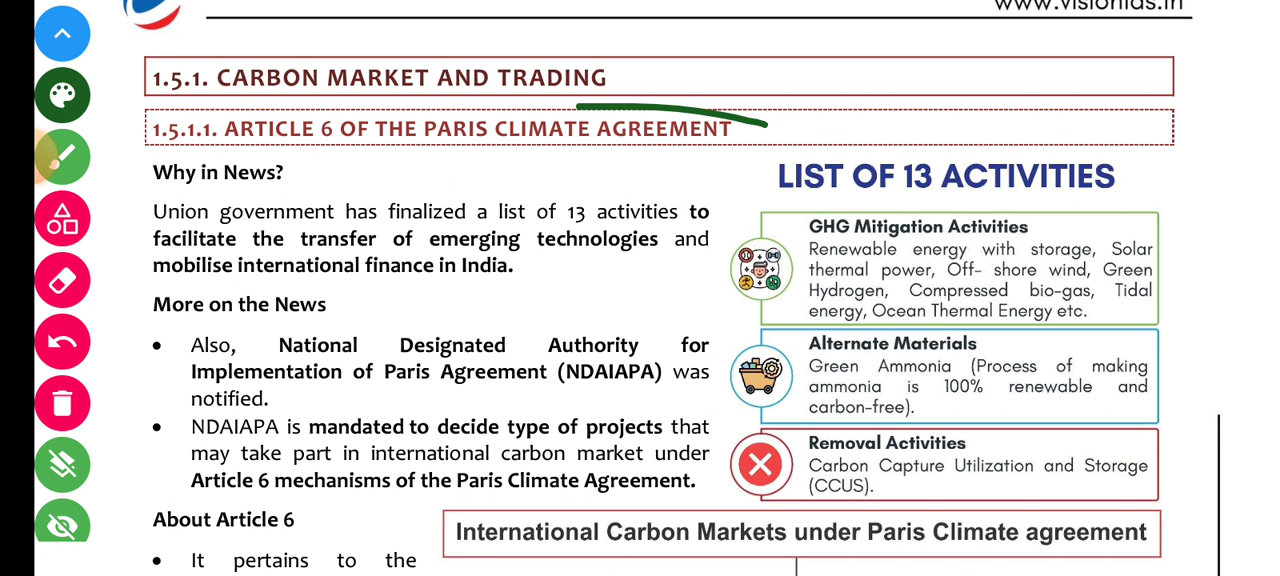 www.visionias.in
1.5.1. CARBON MARKET AND TRADING
1.5.1.1. ARTICLE 6 OF THE PARIS CLIMATE AGREEMENT
Why in News?
Union government has finalized a list of 13 activities to
facilitate the transfer of emerging technologies and
mobilise international finance in India.
More on the News
• Also, National Designated Authority for
Implementation of Paris Agreement (NDAIAPA) was
notified.
• NDAIAPA is mandated to decide type of projects that
may take part in international carbon market under
Article 6 mechanisms of the Paris Climate Agreement.
About Article 6
• It pertains to the
LIST OF 13 ACTIVITIES
GHG Mitigation Activities
Renewable energy with storage, Solar
thermal power, Off- shore wind, Green
Hydrogen, Compressed bio-gas, Tidal
energy, Ocean Thermal Energy etc.
Alternate Materials
Green Ammonia (Process of making
ammonia is 100% renewable and
carbon-free).
Removal Activities
Carbon Capture Utilization and Storage
(CCUS).
International Carbon Markets under Paris Climate agreement